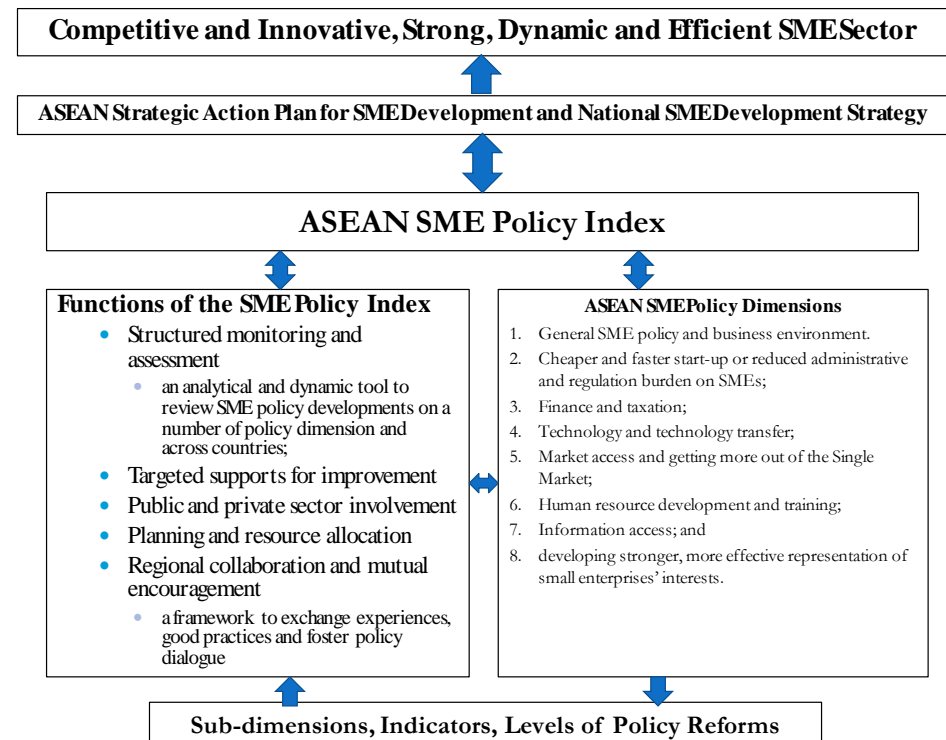 Competitive and Innovative, Strong, Dynamic and Efficient SME Sector
ASEAN Strategic Action Plan for SME Development and National SME Development Strategy
ASEAN SME Policy Index
Functions of the SME Policy Index
• Structured monitoring and
assessment
• an analytical and dynamic tool to
review SME policy developments on a
number of policy dimension and
across countries;
• Targeted supports for improvement
• Public and private sector involvement
• Planning and resource allocation
• Regional collaboration and mutual
encouragement
• a framework to exchange experiences,
good practices and foster policy
dialogue
ASEAN SME Policy Dimensions
1. General SME policy and business environment.
2. Cheaper and faster start-up or reduced administrative
and regulation burden on SMEs;
3. Finance and taxation;
4. Technology and technology transfer;
5. Market access and getting more out of the Single
Market;
6. Human resource development and training;
7. Information access; and
8. developing stronger, more effective representation of
small enterprises’ interests.
Sub-dimensions, Indicators, Levels of Policy Reforms